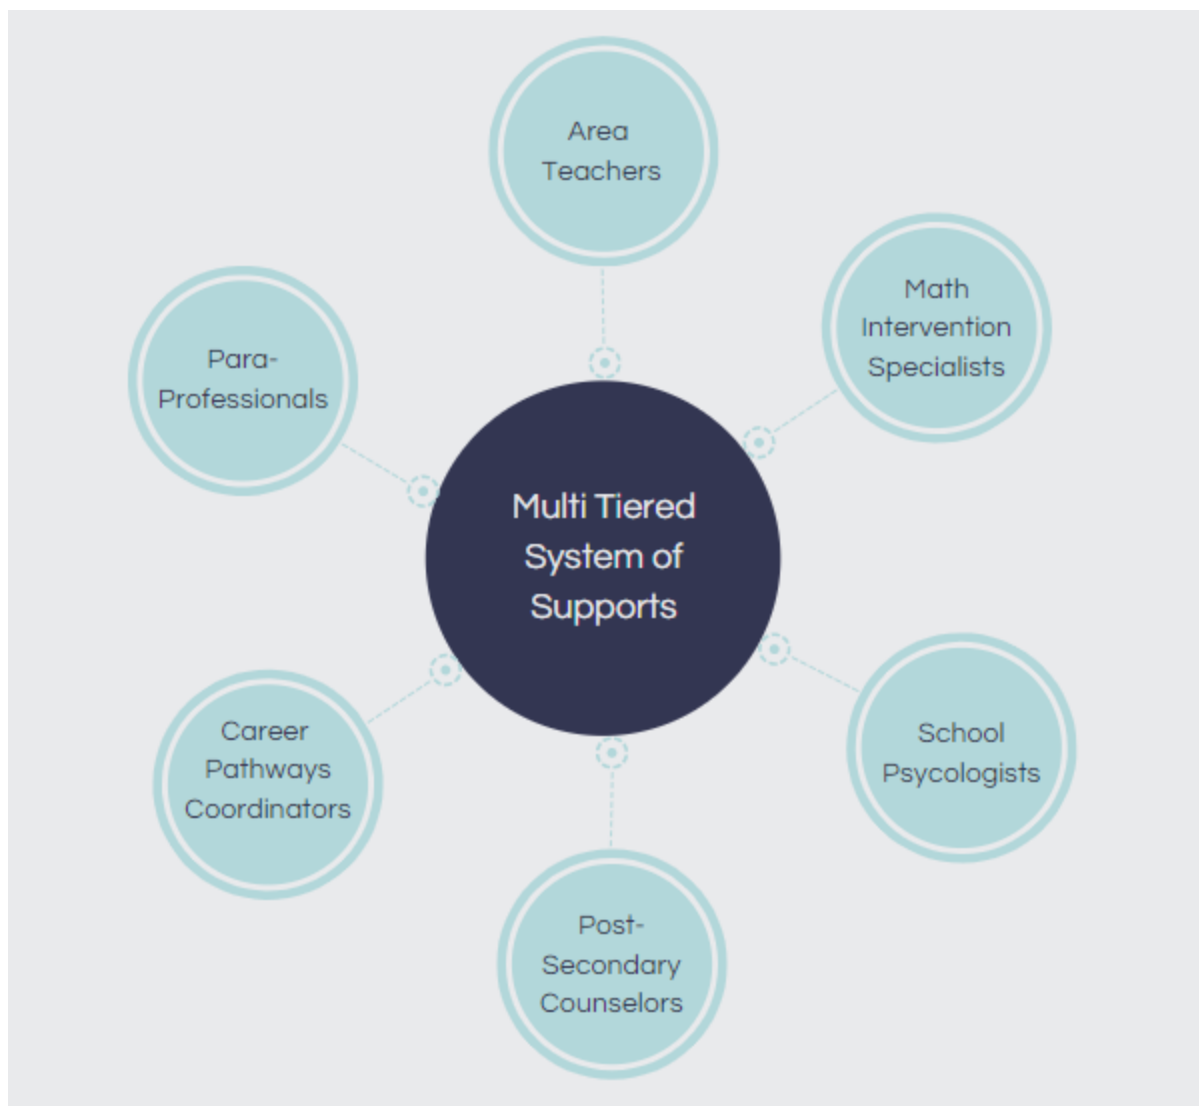 Area
Teachers
Math
Intervention
Specialists
Para-
Professionals
Multi Tiered
System of
Supports
Career
Pathways
Coordinators
School
Psycologists
Post-
Secondary
Counselors